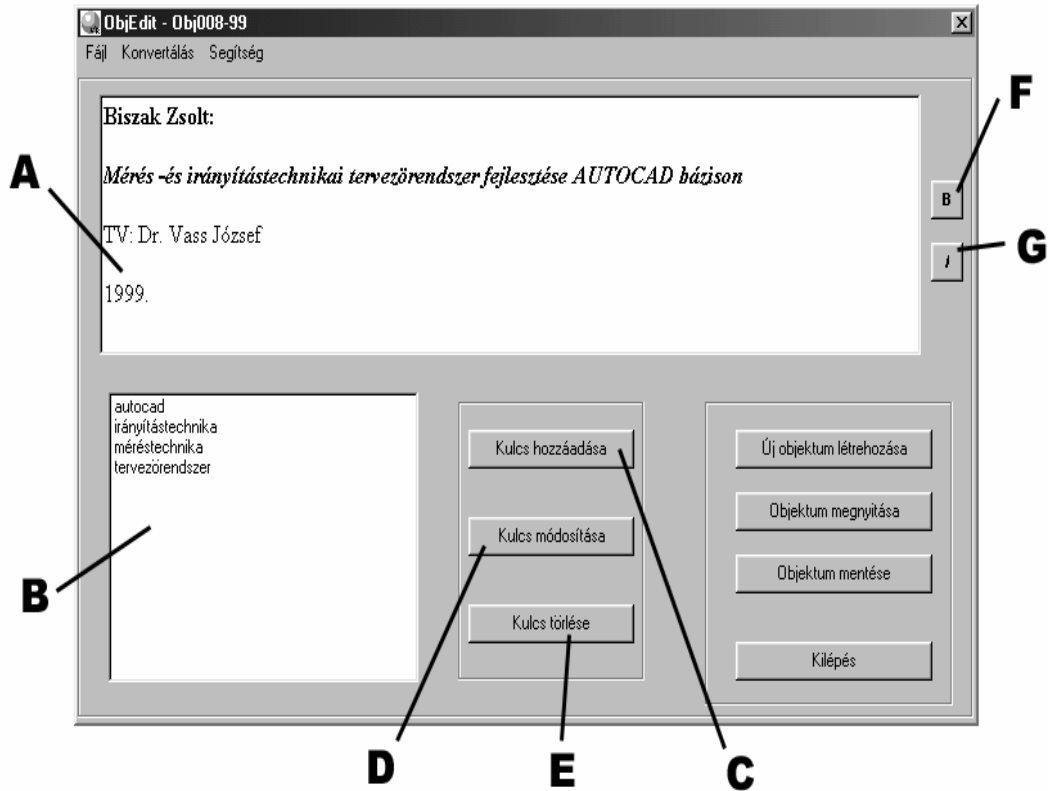 ObjEdit - Obj008-99
Fájl Konvertálás Segítség
Biszak Zsolt:
Mérés -és irányítástechnikai tervezörendszer fejlesztése AUTOCAD bázison
TV: Dr. Vass József
1999.
A
F
B
G
I
autocad
irányítástechnika
méréstechnika
tervezörendszer
B
Kulcs hozzáadása
Kulcs módosítása
Kulcs törlése
Új objektum létrehozása
Objektum megnyitása
Objektum mentése
Kilépés
D
E
C